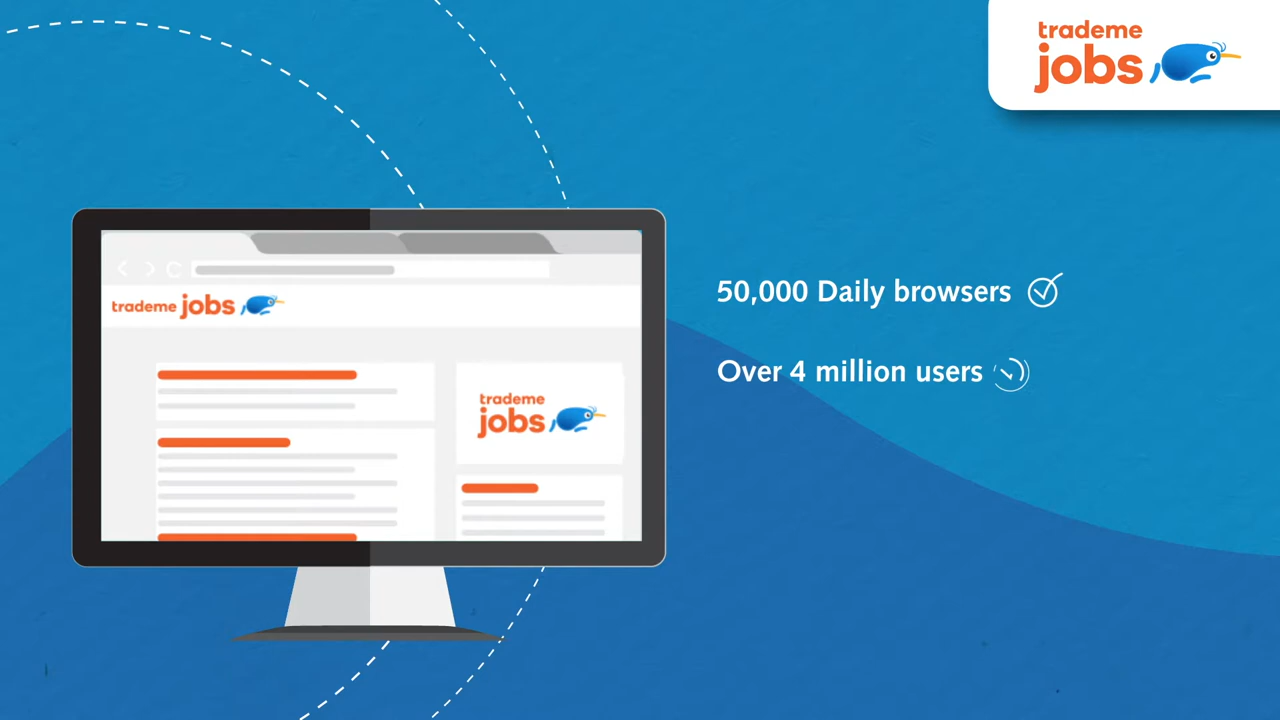 trademe
jobs
trademe jobs
trademe
jobs
50,000 Daily browsers
Over 4 million users